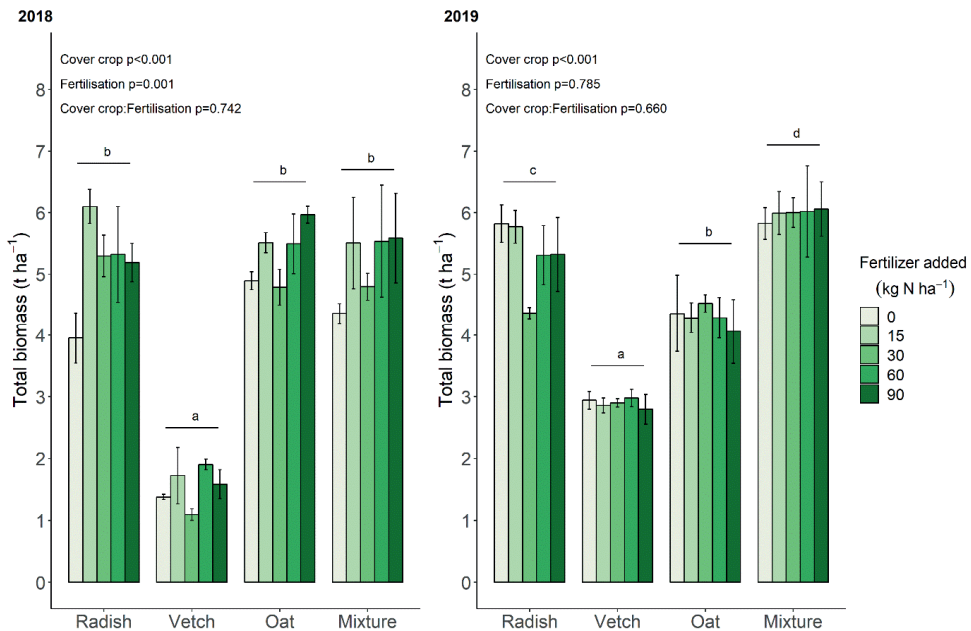 2018
Cover crop p<0.001
Fertilisation p=0.001
Cover crop:Fertilisation p=0.742
Total biomass (t ha⁻¹)
8
7
6
5
4
3
2
1
0
b
a
b
b
Radish Vetch Oat Mixture
2019
Cover crop p<0.001
Fertilisation p=0.785
Cover crop:Fertilisation p=0.660
Total biomass (t ha⁻¹)
8
7
6
5
4
3
2
1
0
c
a
b
d
Radish Vetch Oat Mixture
Fertilizer added
(kg N ha⁻¹)
0
15
30
60
90